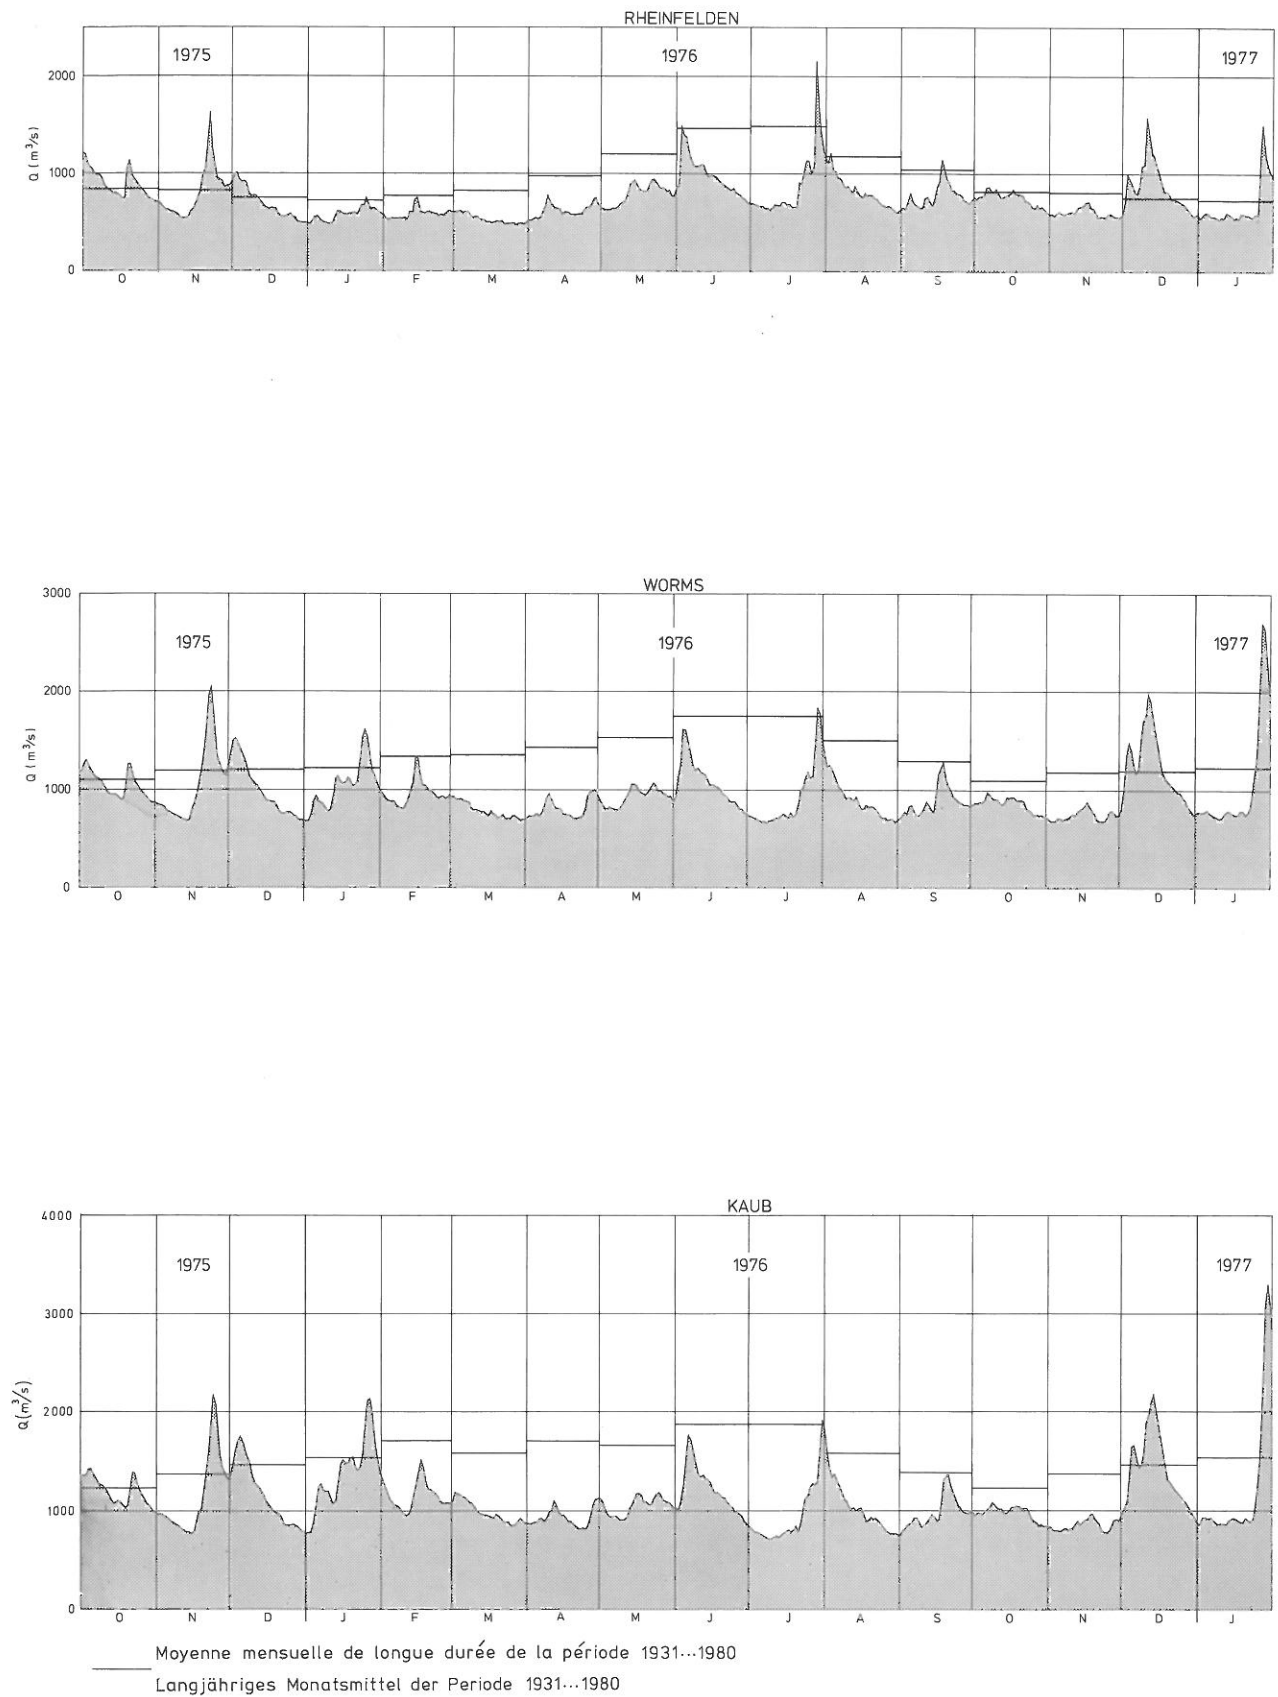 RHEINFELDEN
1975 1976 1977
2000
1000
0
Q (m³/s)
O N D J F M A M J J A S O N D J
WORMS
3000
1975 1976 1977
2000
1000
0
Q (m³/s)
O N D J F M A M J J A S O N D J
KAUB
4000
1975 1976 1977
3000
2000
1000
0
Q (m³/s)
O N D J F M A M J J A S O N D J
Moyenne mensuelle de longue durée de la période 1931...1980
Langjähriges Monatsmittel der Periode 1931...1980